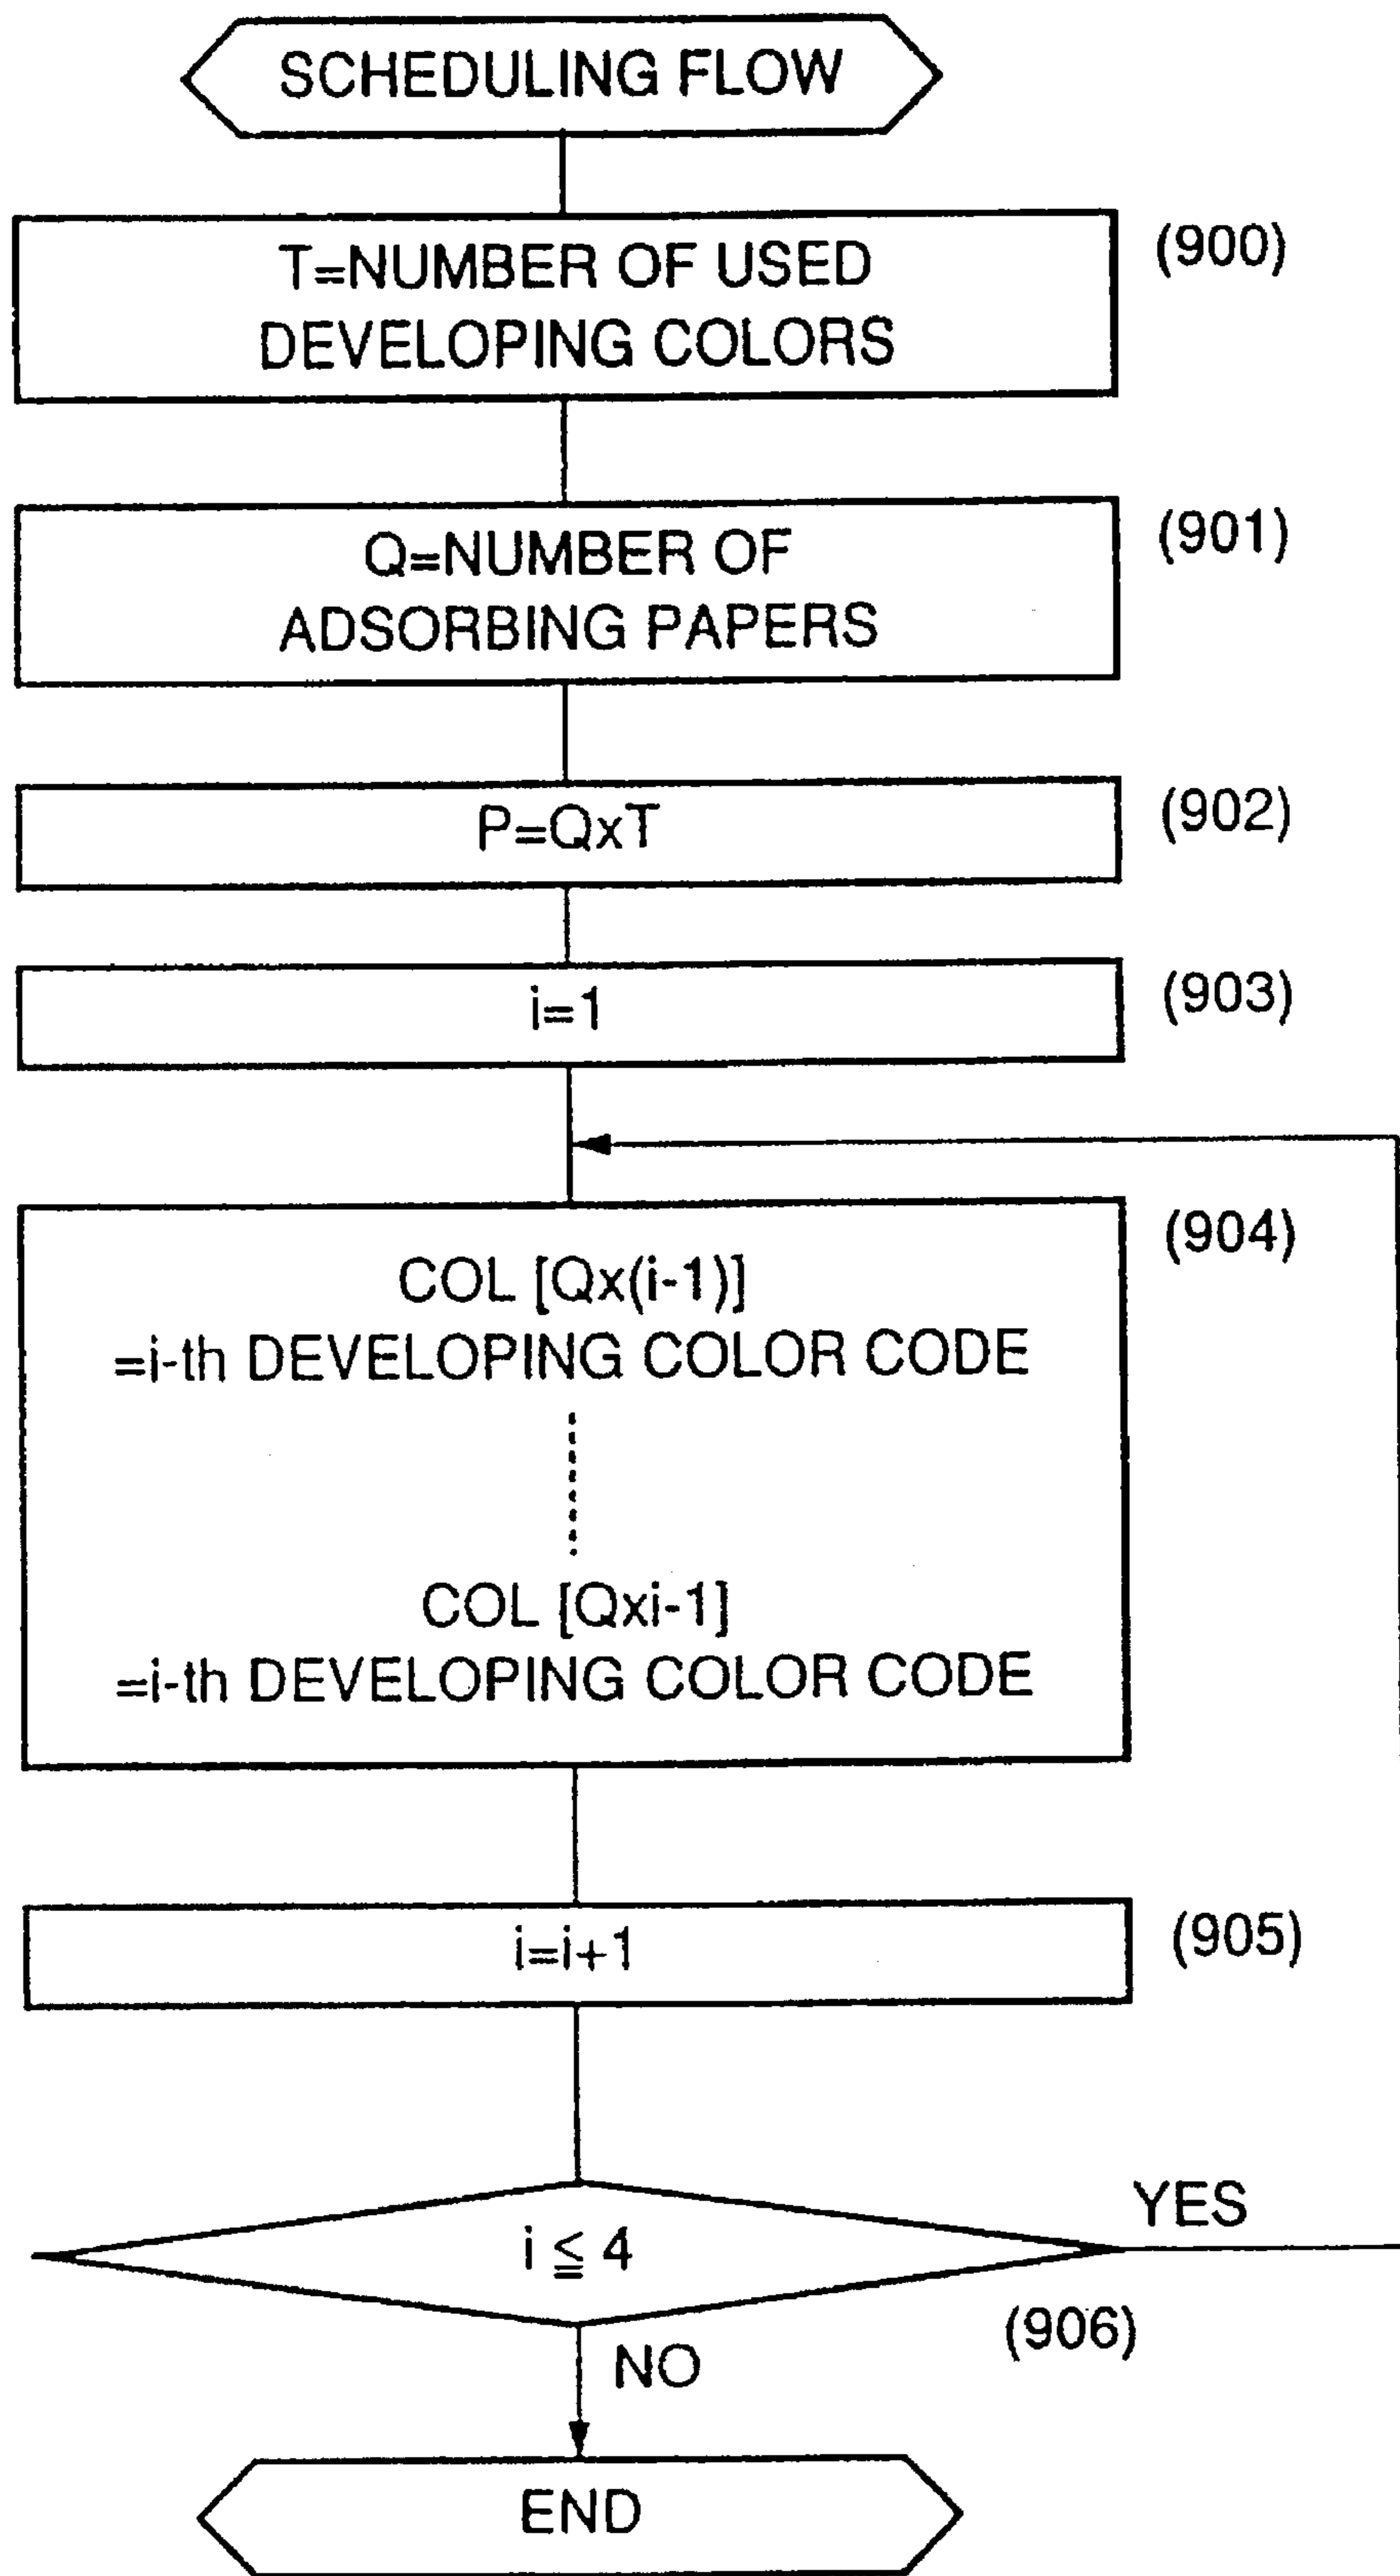 SCHEDULING FLOW
T=NUMBER OF USED
DEVELOPING COLORS
(900)
Q=NUMBER OF
ADSORBING PAPERS
(901)
P=QxT
(902)
i=1
(903)
COL [Qx(i-1)]
=i-th DEVELOPING COLOR CODE
COL [Qxi-1]
=i-th DEVELOPING COLOR CODE
(904)
i=i+1
(905)
i ≦ 4
YES
(906)
NO
END